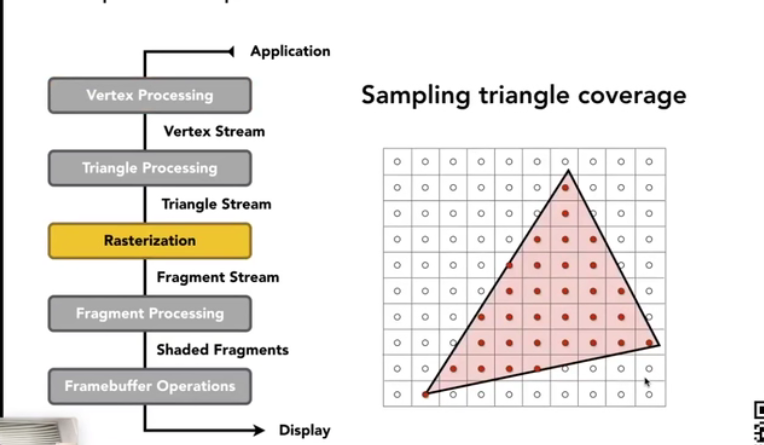 Application
Vertex Processing
Vertex Stream
Triangle Processing
Triangle Stream
Rasterization
Fragment Stream
Fragment Processing
Shaded Fragments
Framebuffer Operations
Display
Sampling triangle coverage